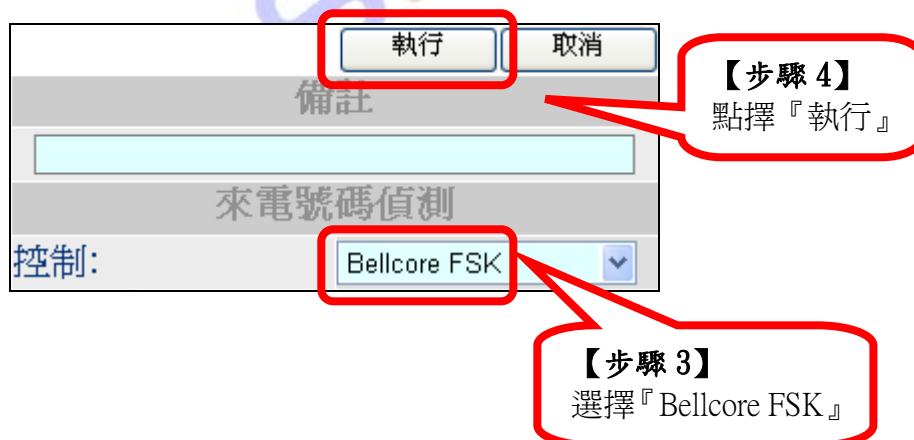 執行 取消
【步驟 4】
點擇『執行』
備註
來電號碼偵測
控制: Bellcore FSK
【步驟 3】
選擇『Bellcore FSK』